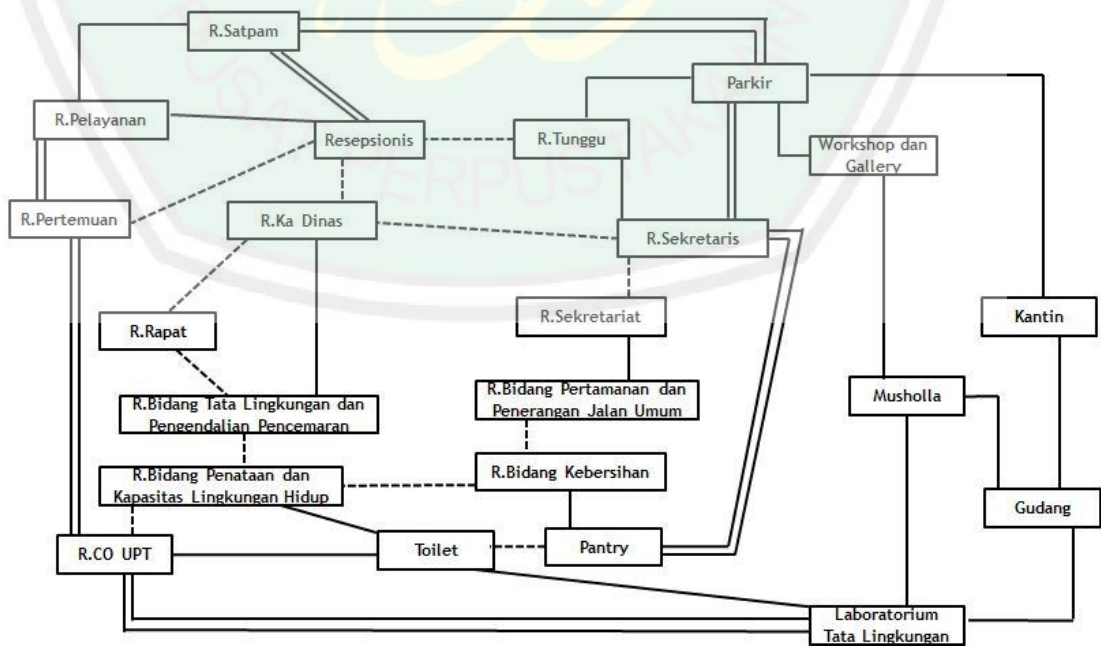 R.Satpam
Parkir
R.Pelayanan
Resepsionis
R.Tunggu
Workshop dan
Gallery
R.Pertemuan
R.Ka Dinas
R.Sekretaris
R.Rapat
R.Sekretariat
Kantin
R.Bidang Tata Lingkungan dan
Pengendalian Pencemaran
R.Bidang Pertamanan dan
Penerangan Jalan Umum
Musholla
R.Bidang Penataan dan
Kapasitas Lingkungan Hidup
R.Bidang Kebersihan
Gudang
R.CO UPT
Toilet
Pantry
Laboratorium
Tata Lingkungan
PUSAT PERPUSTAKAAN